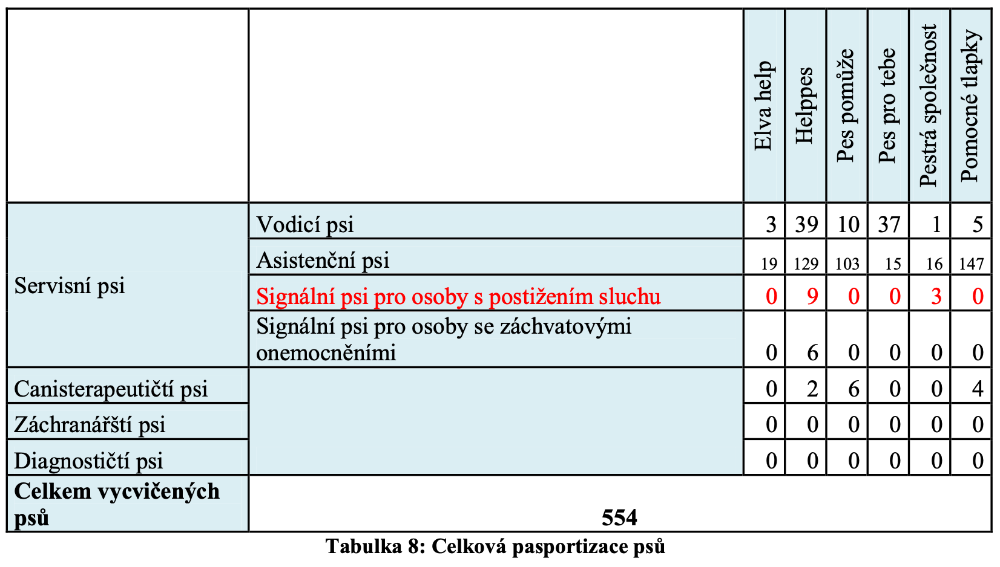 Elva help
Helppes
Pes pomůže
Pes pro tebe
Pestrá společnost
Pomocné tlapky
Servisní psi
Vodicí psi 3 39 10 37 1 5
Asistenční psi 19 129 103 15 16 147
Signální psi pro osoby s postižením sluchu 0 9 0 0 3 0
Signální psi pro osoby se záchvatovými
onemocněními 0 6 0 0 0 0
Canisterapeutičtí psi 0 2 6 0 0 4
Záchranářští psi 0 0 0 0 0 0
Diagnostičtí psi 0 0 0 0 0 0
Celkem vycvičených
psů 554
Tabulka 8: Celková pasportizace psů